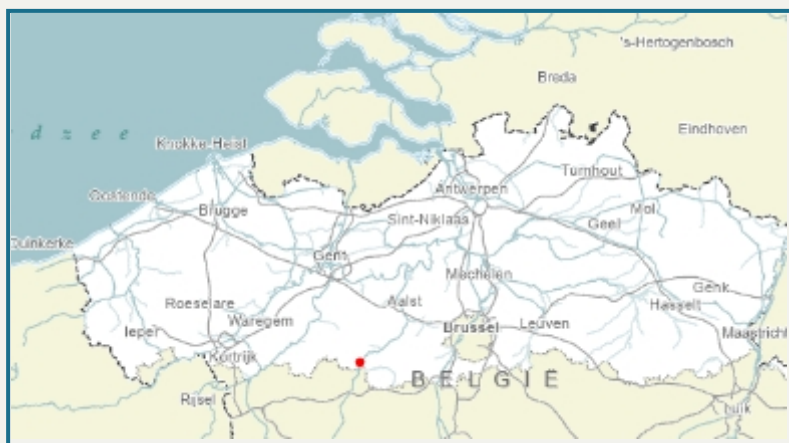 's-Hertogenbosch
Breda
Eindhoven
d z e e
Knokke-Heist
Turnhout
Antwerpen
Oostende
Brugge
Sint-Niklaas
Geel
Mol
Duinkerke
Gent
Mechelen
Genk
Roeselare
Aalst
Hasselt
Ieper
Waregem
Brussel
Leuven
Maastricht
Kortrijk
BELGIË
Rijsel
Luik